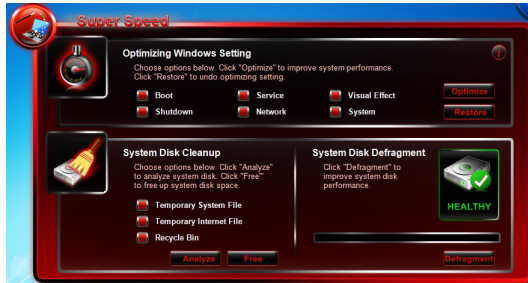 Super Speed
Optimizing Windows Setting
Choose options below. Click "Optimize" to improve system performance.
Click "Restore" to undo optimizing setting.
Boot
Service
Visual Effect
Optimize
Shutdown
Network
System
Restore
System Disk Cleanup
Choose options below. Click "Analyze"
to analyze system disk. Click "Free"
to free up system disk space.
Temporary System File
Temporary Internet File
Recycle Bin
Analyze
Free
System Disk Defragment
Click "Defragment" to
improve system disk
performance.
HEALTHY
Defragment